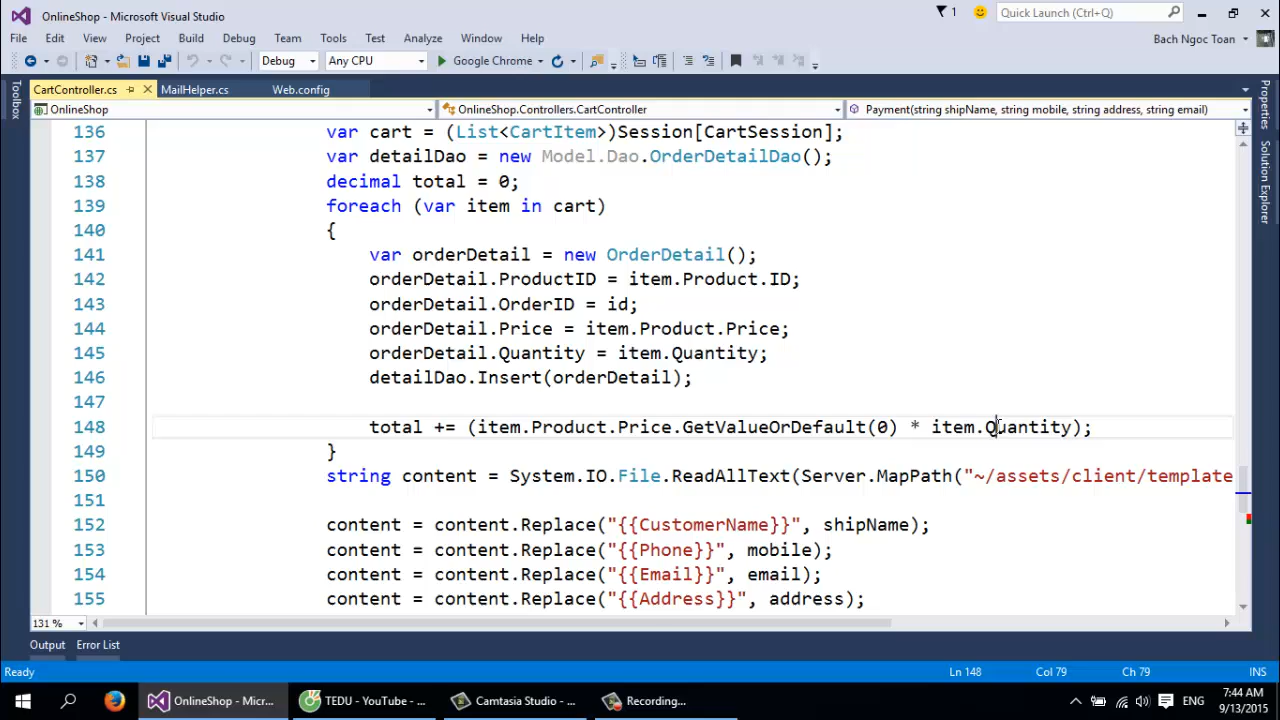 OnlineShop - Microsoft Visual Studio
1
Quick Launch (Ctrl+Q)
File Edit View Project Build Debug Team Tools Test Analyze Window Help
Bach Ngoc Toan
Debug Any CPU Google Chrome
CartController.cs MailHelper.cs Web.config
OnlineShop OnlineShop.Controllers.CartController Payment(string shipName, string mobile, string address, string email)
Toolbox
Properties
Solution Explorer
136 var cart = (List<CartItem>)Session[CartSession];
137 var detailDao = new Model.Dao.OrderDetailDao();
138 decimal total = 0;
139 foreach (var item in cart)
140 {
141 var orderDetail = new OrderDetail();
142 orderDetail.ProductID = item.Product.ID;
143 orderDetail.OrderID = id;
144 orderDetail.Price = item.Product.Price;
145 orderDetail.Quantity = item.Quantity;
146 detailDao.Insert(orderDetail);
147
148 total += (item.Product.Price.GetValueOrDefault(0) * item.Quantity);
149 }
150 string content = System.IO.File.ReadAllText(Server.MapPath("~/assets/client/template
151
152 content = content.Replace("{{CustomerName}}", shipName);
153 content = content.Replace("{{Phone}}", mobile);
154 content = content.Replace("{{Email}}", email);
155 content = content.Replace("{{Address}}", address);
131 %
Output Error List
Ready Ln 148 Col 79 Ch 79 INS
OnlineShop - Micr... TEDU - YouTube - ... Camtasia Studio - ... Recording... ENG
7:44 AM
9/13/2015